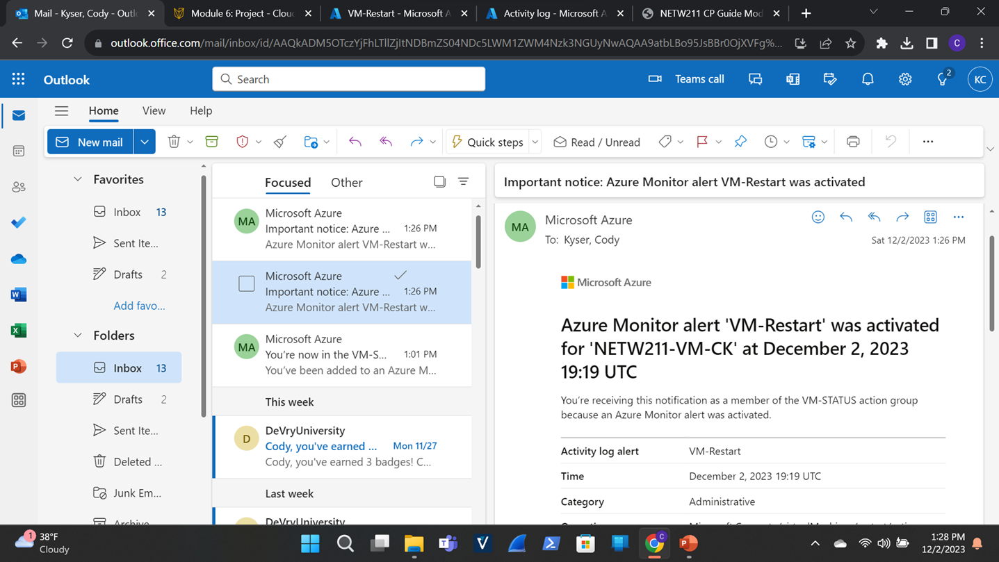 Mail - Kyser, Cody - Outlo
Module 6: Project - Cloud
VM-Restart - Microsoft A
Activity log - Microsoft A
NETW211 CP Guide Mod
outlook.office.com/mail/inbox/id/AAQkADM5OTczYjFhLTllZjItNDBmZS04NDc5LWM1ZWM4Nzk3NGUyNwAQAA9atbLBo95JsBBr0OjXVFg%...
C
Outlook
Search
Teams call
2
KC
Home View Help
New mail
Quick steps
Read / Unread
Favorites
Inbox 13
Sent Ite...
Drafts 2
Add favo...
Folders
Inbox 13
Drafts 2
Sent Ite...
Deleted ...
Junk Em...
Archive
Focused Other
MA
Microsoft Azure
Important notice: Azure ... 1:26 PM
Azure Monitor alert VM-Restart w...
Microsoft Azure
Important notice: Azure ... 1:26 PM
Azure Monitor alert VM-Restart w...
MA
Microsoft Azure
You're now in the VM-S... 1:01 PM
You've been added to an Azure M...
This week
D
DeVryUniversity
Cody, you've earned ... Mon 11/27
Cody, you've earned 3 badges! C...
Last week
DeVryUniversity
Important notice: Azure Monitor alert VM-Restart was activated
MA
Microsoft Azure
To: Kyser, Cody
Sat 12/2/2023 1:26 PM
Microsoft Azure
Azure Monitor alert 'VM-Restart' was activated
for 'NETW211-VM-CK' at December 2, 2023
19:19 UTC
You're receiving this notification as a member of the VM-STATUS action group
because an Azure Monitor alert was activated.
Activity log alert VM-Restart
Time December 2, 2023 19:19 UTC
Category Administrative
1
38°F
Cloudy
1:28 PM
12/2/2023